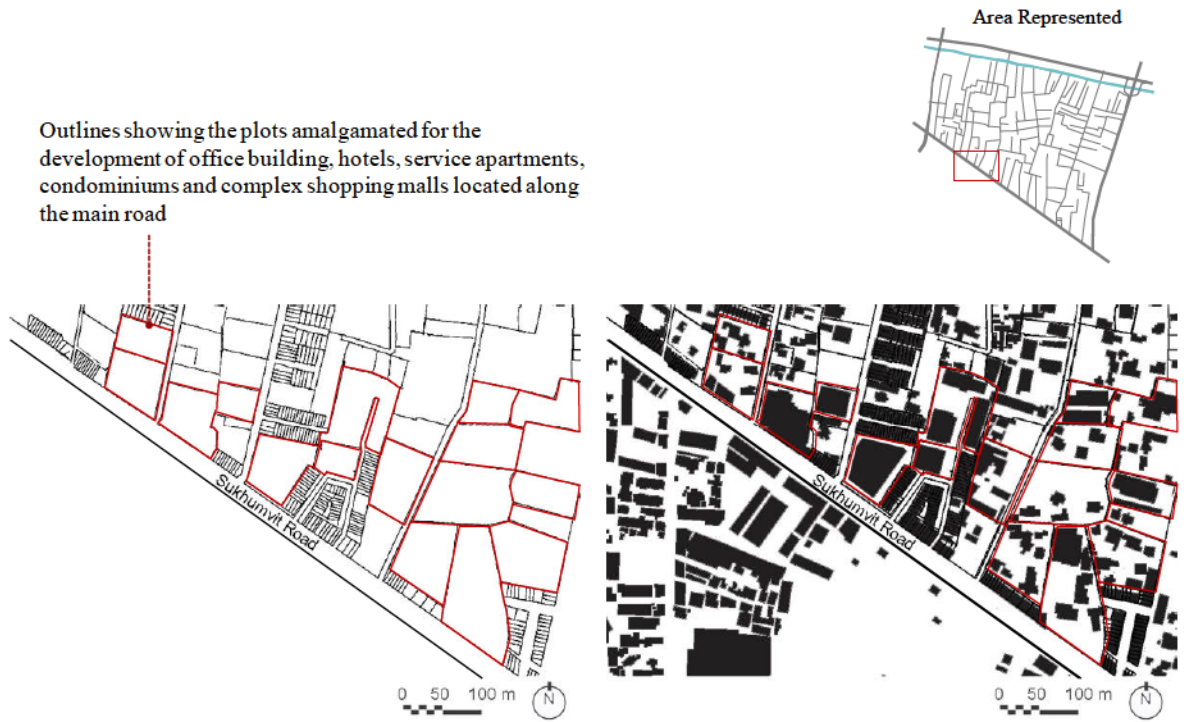 Area Represented
Outlines showing the plots amalgamated for the
development of office building, hotels, service apartments,
condominiums and complex shopping malls located along
the main road
Sukhumvit Road
0 50 100 m
N
Sukhumvit Road
0 50 100 m
N